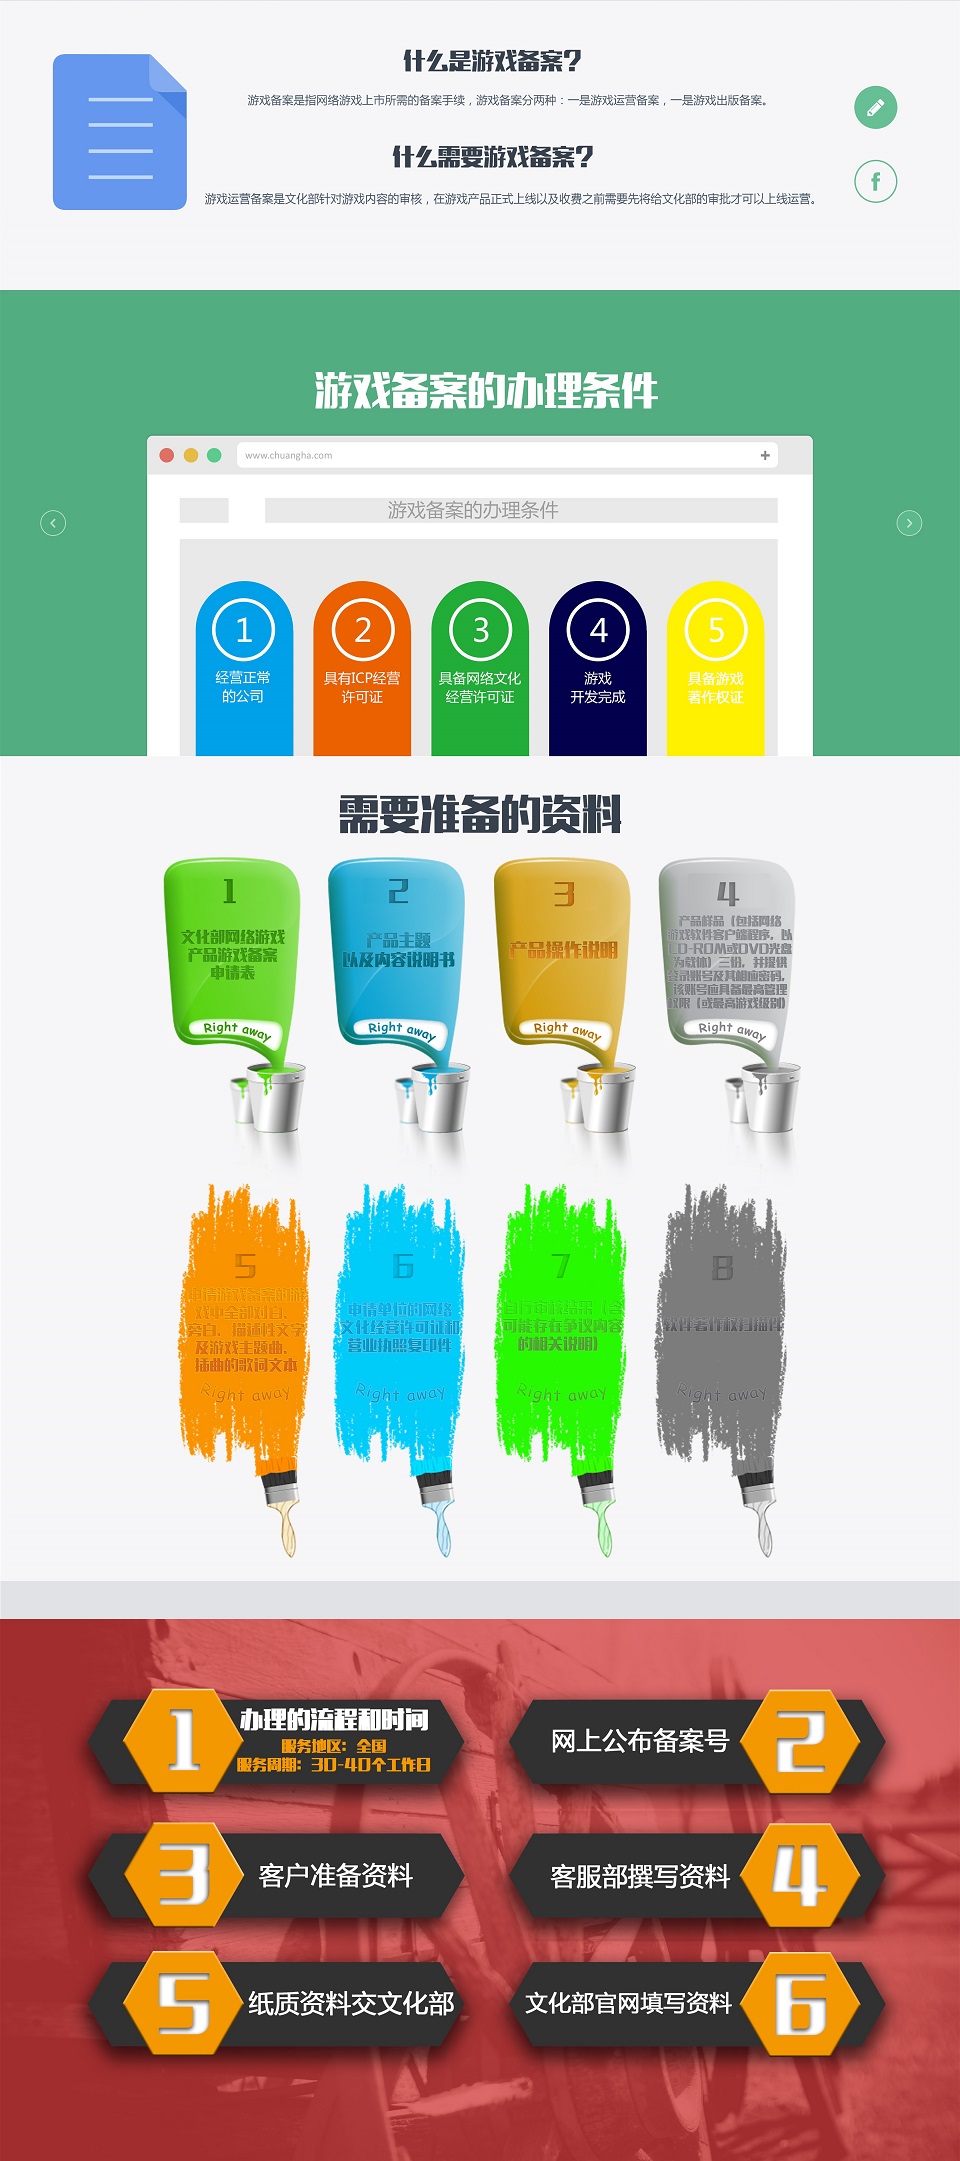 什么是游戏备案？
游戏备案是指网络游戏上市所需的备案手续，游戏备案分两种：一是游戏运营备案，一是游戏出版备案。
什么需要游戏备案？
游戏运营备案是文化部针对游戏内容的审核，在游戏产品正式上线以及收费之前需要先将给文化部的审批才可以上线运营。
f
游戏备案的办理条件
www.chuangha.com
游戏备案的办理条件
1
经营正常
的公司
2
具有ICP经营
许可证
3
具备网络文化
经营许可证
4
游戏
开发完成
5
具备游戏
著作权证
需要准备的资料
1
文化部网络游戏
产品游戏备案
申请表
Right away
2
产品主题
以及内容说明书
Right away
3
产品操作说明
Right away
4
产品样品（包括网络
游戏软件客户端程序，以
CD-ROM或DVD光盘
为载体）三份，并提供
登录账号及其相应密码，
该账号应具备最高管理
权限（或最高游戏级别）
Right away
5
申请游戏备案的游
戏中全部对白、
旁白、描述性文字
及游戏主题曲、
插曲的歌词文本
Right away
6
申请单位的网络
文化经营许可证和
营业执照复印件
Right away
7
自行审核结果（含
可能存在争议内容
的相关说明）
Right away
8
软件著作权扫描件
Right away
1
办理的流程和时间
服务地区：全国
服务周期：30-40个工作日
网上公布备案号
2
3
客户准备资料
客服部撰写资料
4
5
纸质资料交文化部
文化部官网填写资料
6